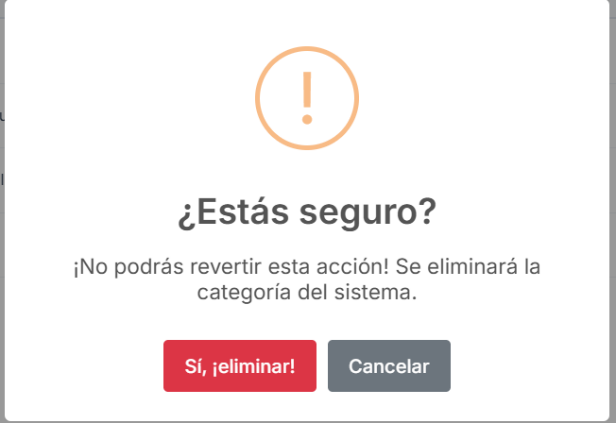 !
¿Estás seguro?
¡No podrás revertir esta acción! Se eliminará la
categoría del sistema.
Sí, ¡eliminar!
Cancelar